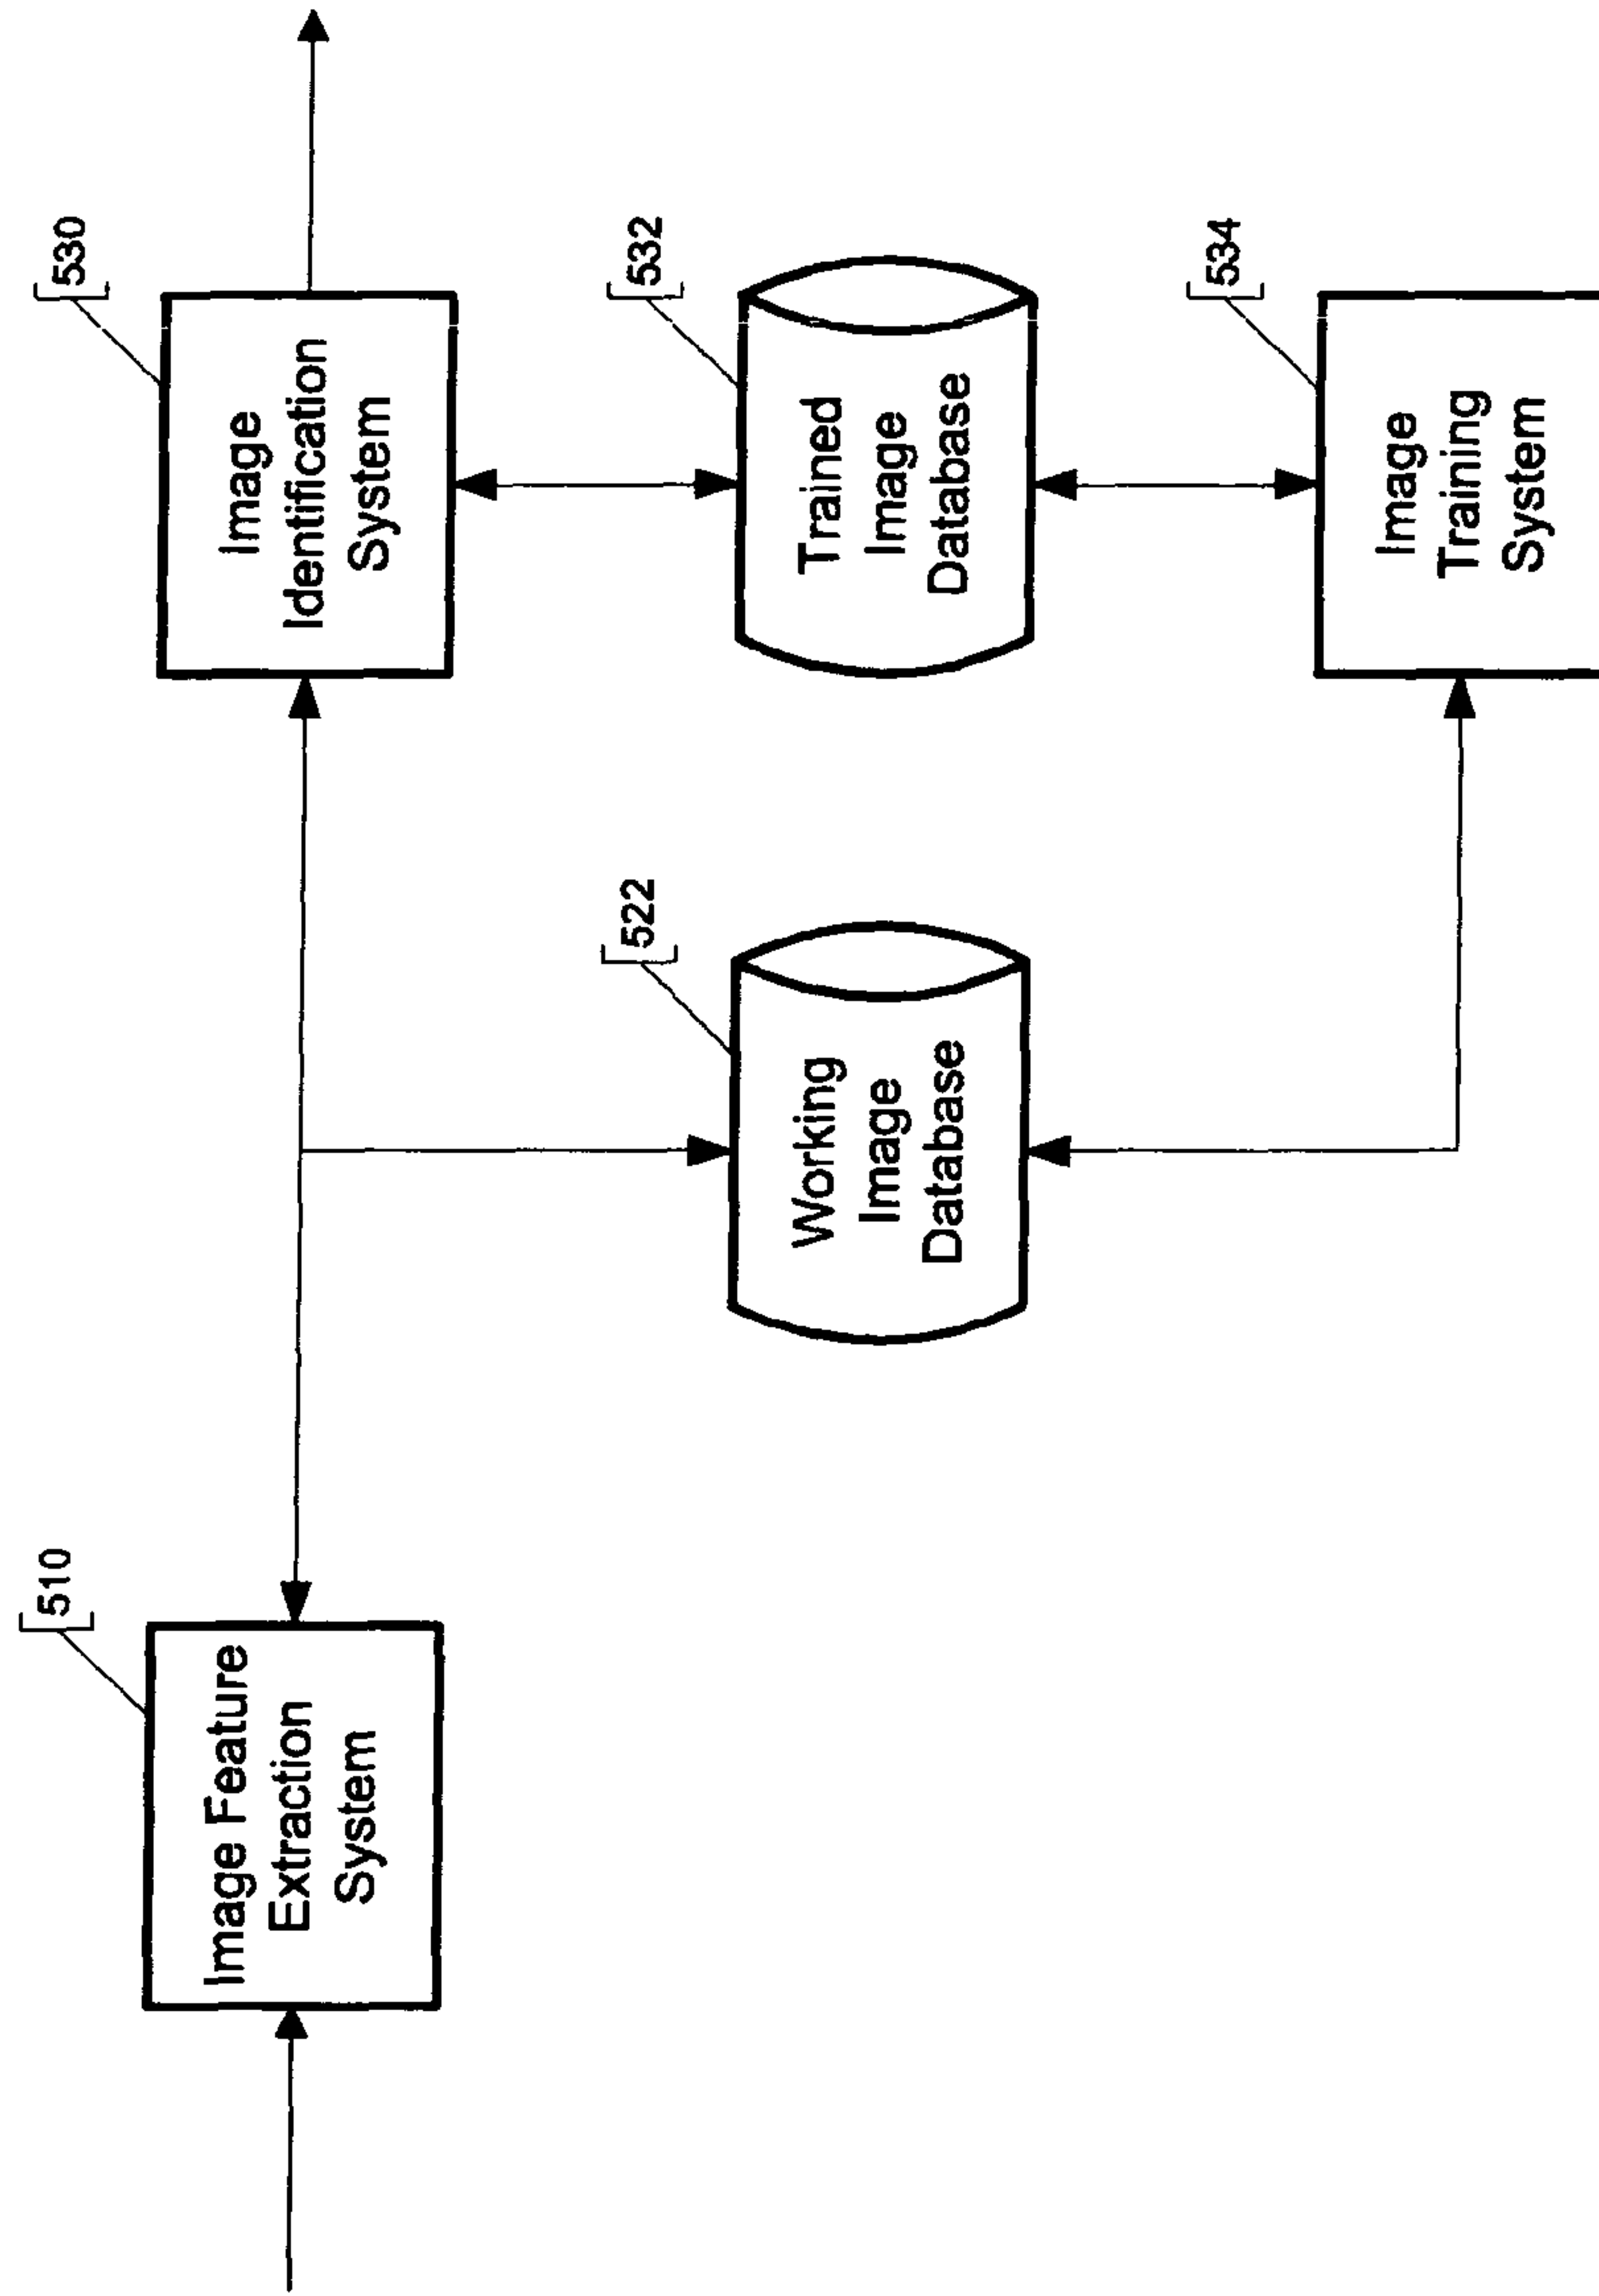 510
Image Feature
Extraction
System
530
Image
Identification
System
522
Working
Image
Database
532
Trained
Image
Database
534
Image
Training
System